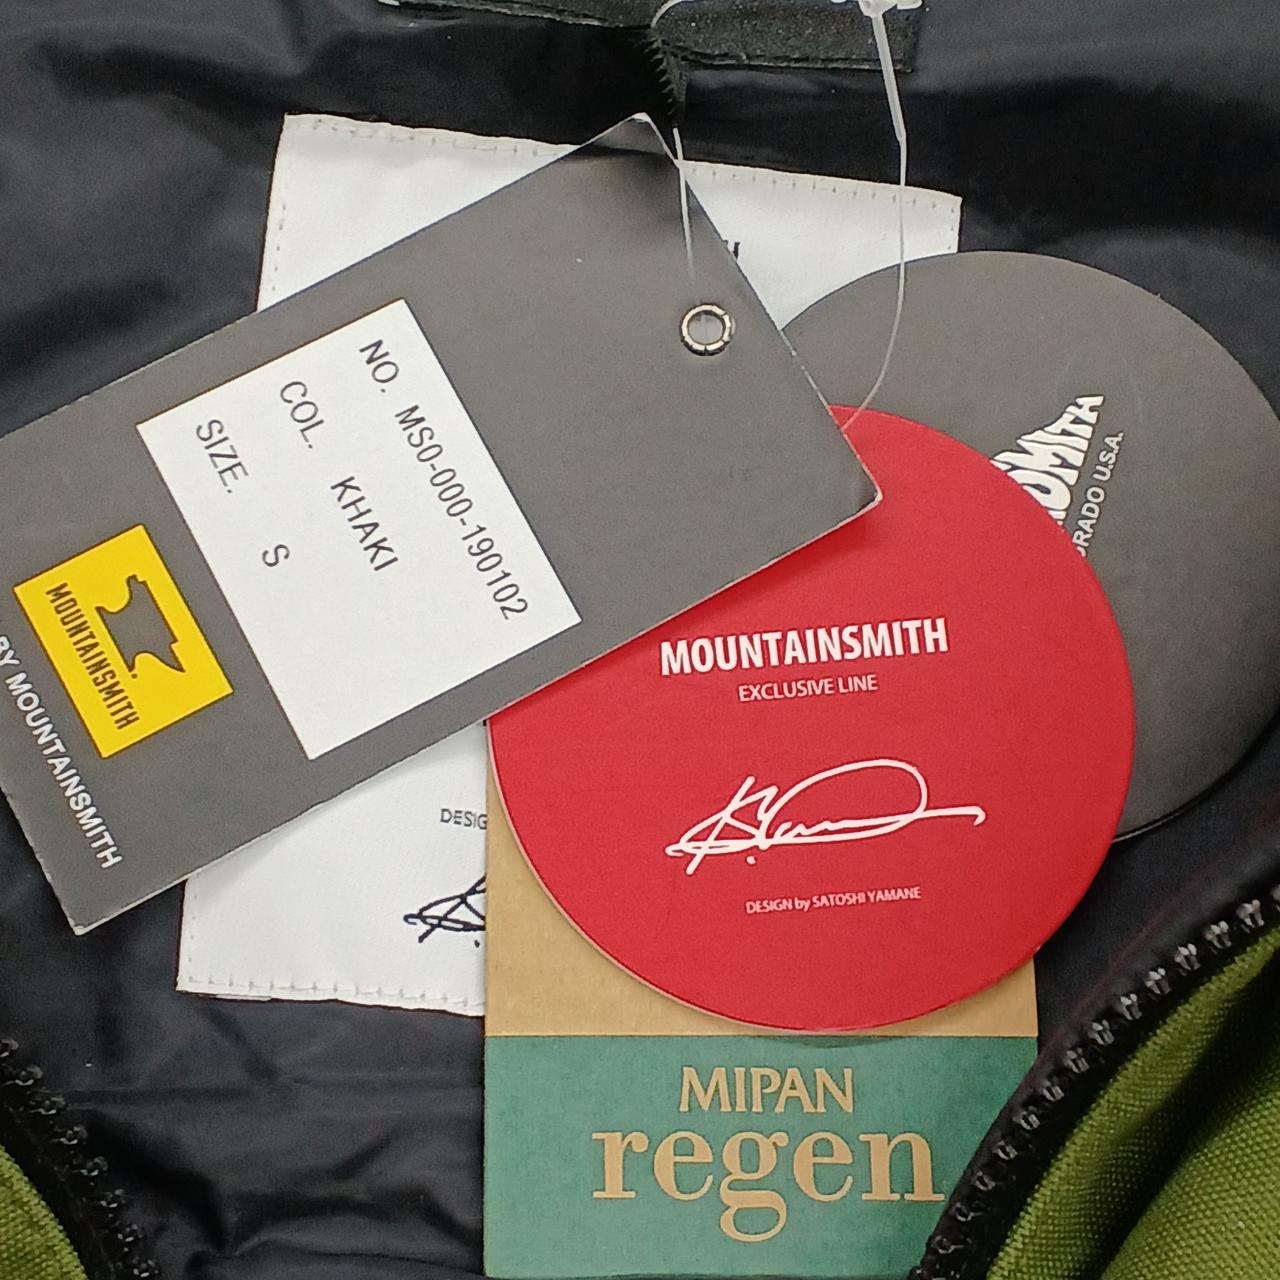 NO. MS0-000-190102
COL. KHAKI
SIZE. S
MOUNTAINSMITH
BY MOUNTAINSMITH
MOUNTAINSMITH
EXCLUSIVE LINE
DESIGN by SATOSHI YAMANE
U.S.A.
MIPAN
regen